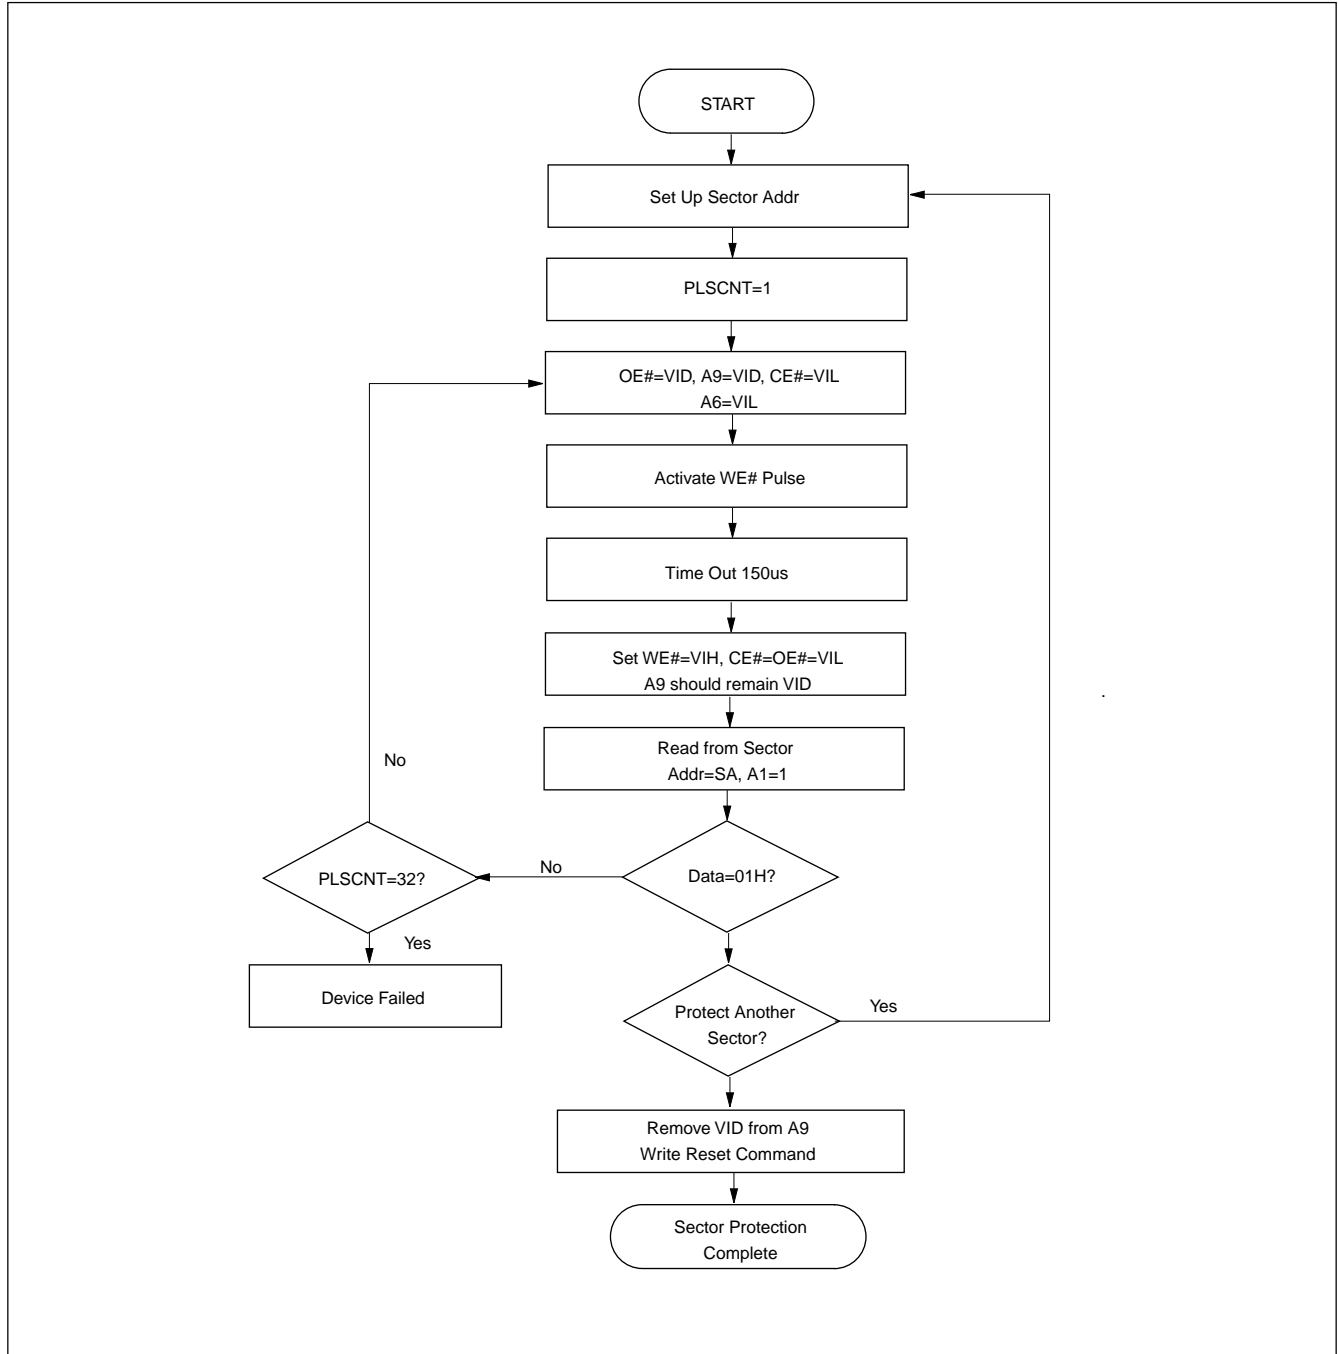 START
Set Up Sector Addr
PLSCNT=1
OE#=VID, A9=VID, CE#=VIL
A6=VIL
Activate WE# Pulse
Time Out 150us
Set WE#=VIH, CE#=OE#=VIL
A9 should remain VID
.
Read from Sector
Addr=SA, A1=1
No
PLSCNT=32?
No
Data=01H?
Yes
Device Failed
Protect Another
Sector?
Yes
Remove VID from A9
Write Reset Command
Sector Protection
Complete